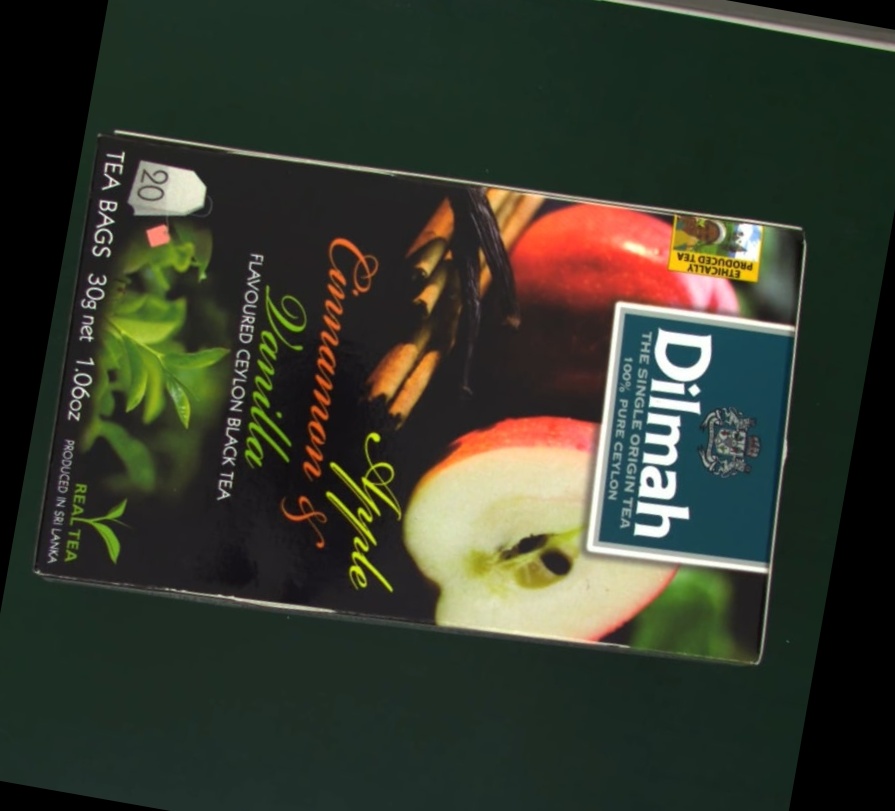 ETHICALLY
PRODUCED TEA
Dilmah
THE SINGLE ORIGIN TEA
100% PURE CEYLON
Apple
Cinnamon &
Vanilla
FLAVOURED CEYLON BLACK TEA
20
TEA BAGS 30g net 1.06oz
REAL TEA
PRODUCED IN SRI LANKA